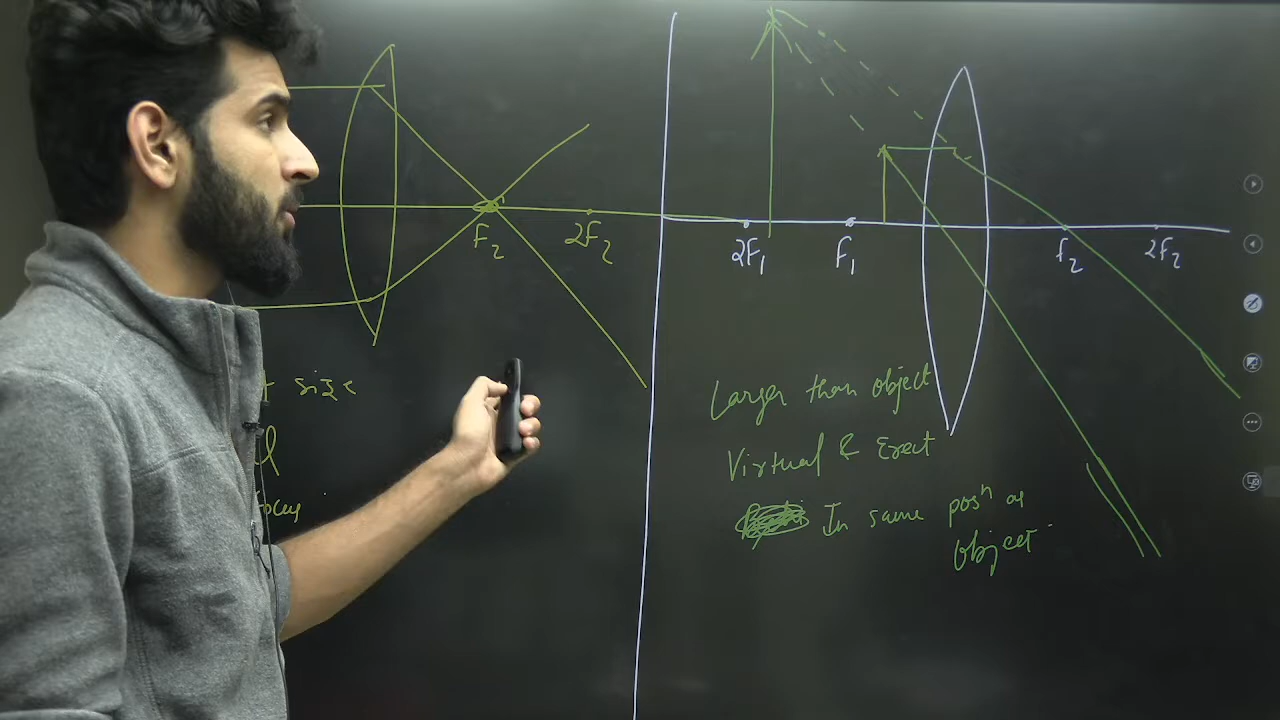 F₂
2F₂
size
2F₁
F₁
F₂
2F₂
Larger than object
Virtual & Erect
In same posⁿ as
object